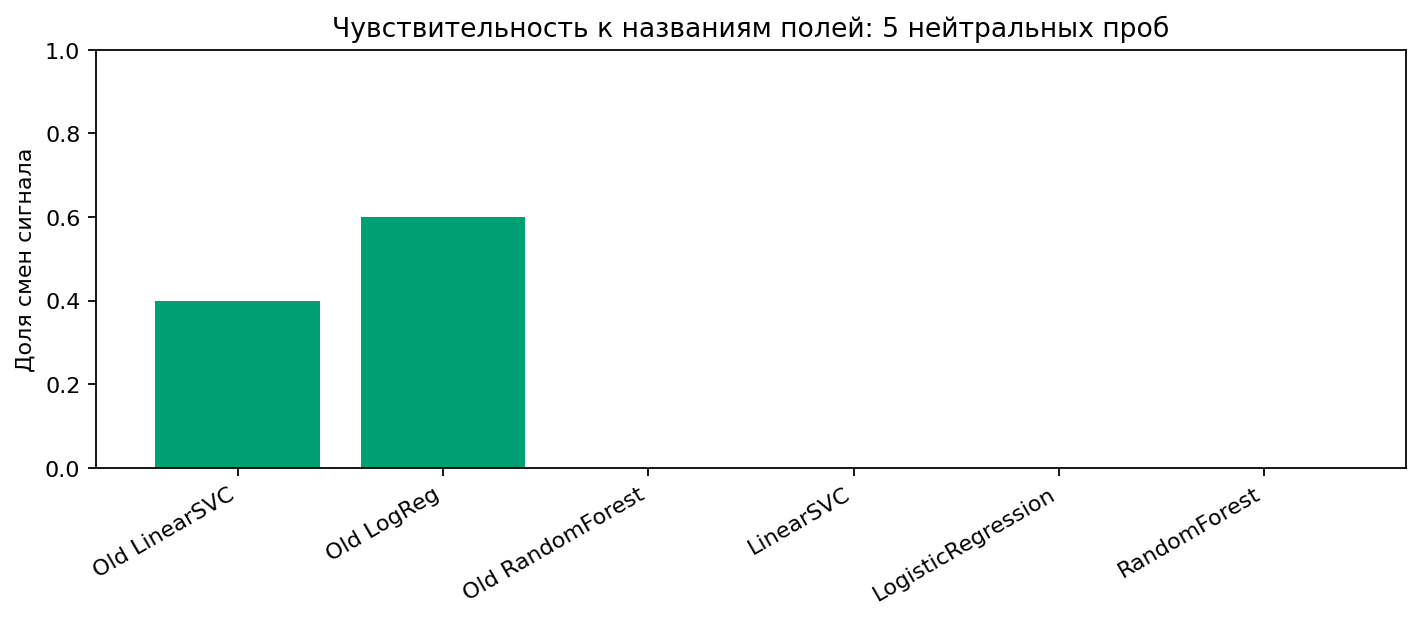 Чувствительность к названиям полей: 5 нейтральных проб
Доля смен сигнала
1.0
0.8
0.6
0.4
0.2
0.0
Old LinearSVC
Old LogReg
Old RandomForest
LinearSVC
LogisticRegression
RandomForest